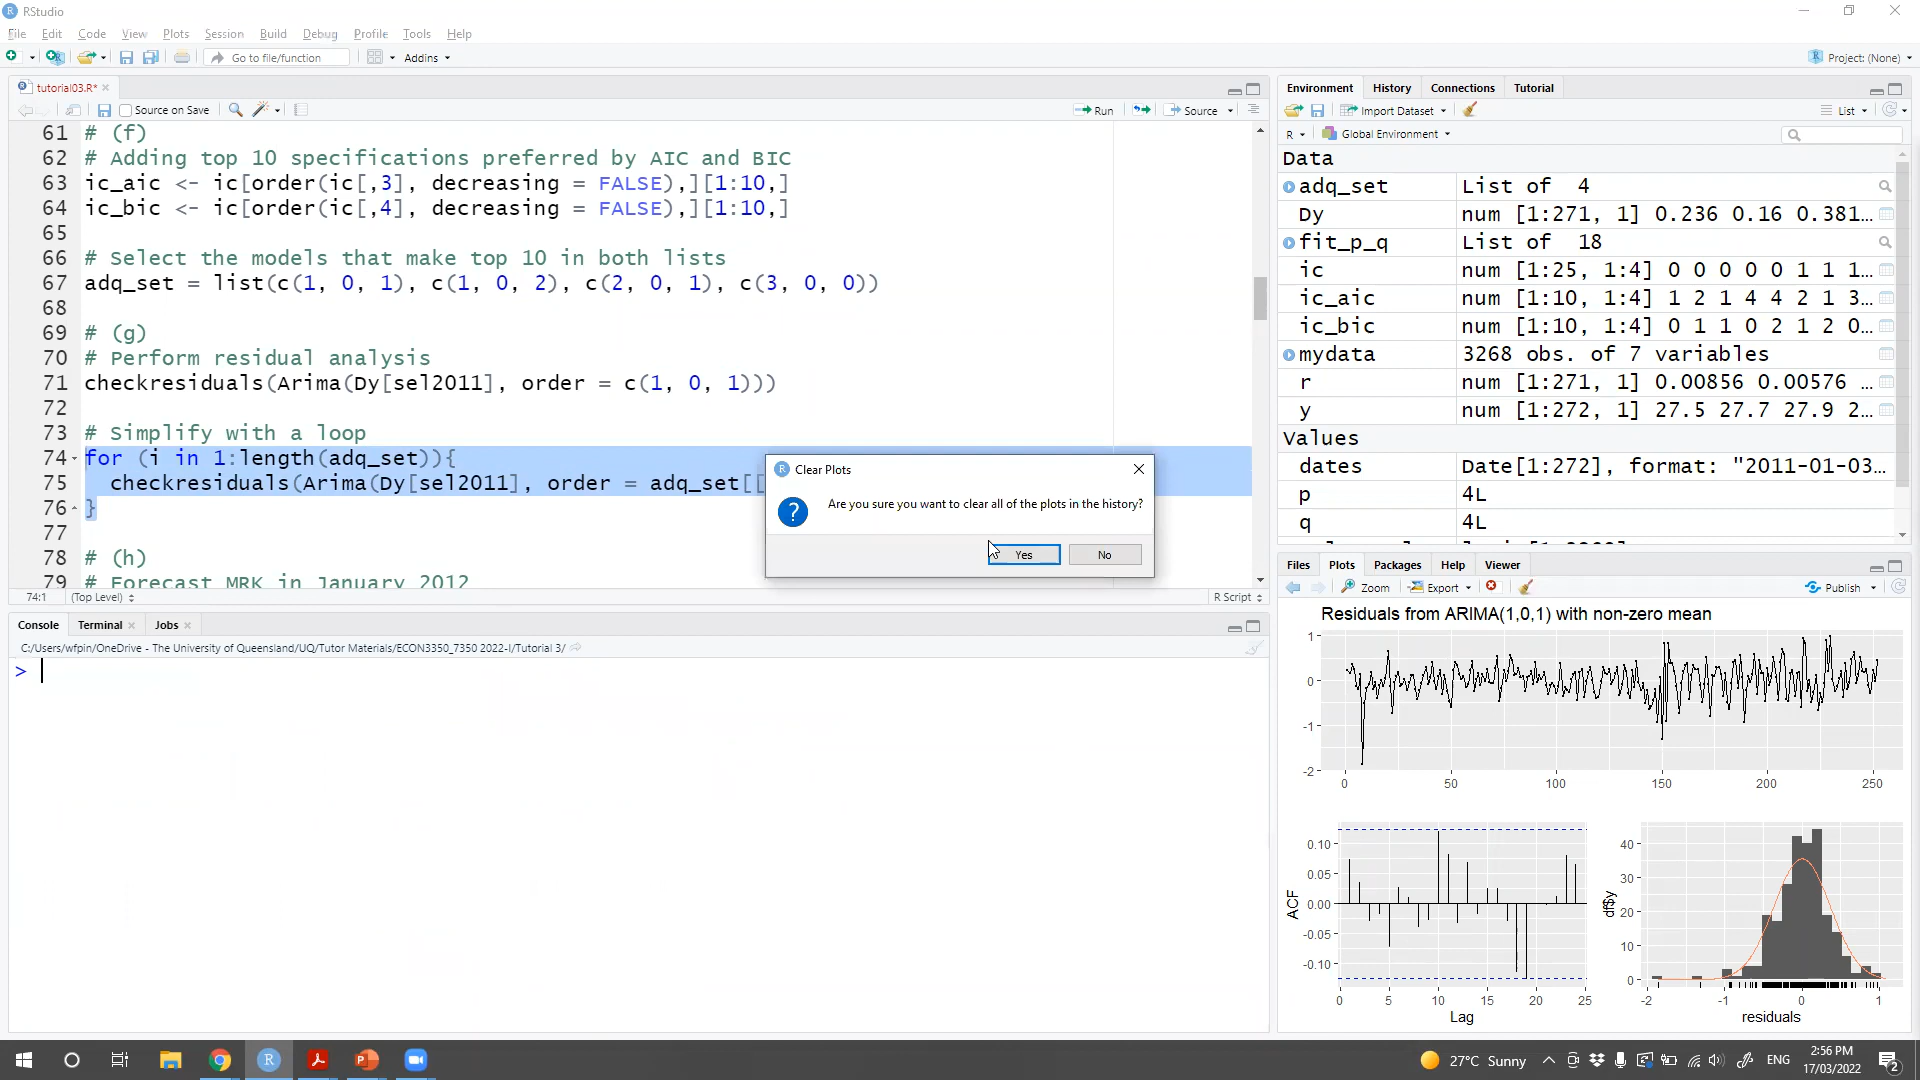 RStudio
File Edit Code View Plots Session Build Debug Profile Tools Help
Go to file/function Addins Project: (None)
tutorial03.R*
Source on Save Run Source
61 # (f)
62 # Adding top 10 specifications preferred by AIC and BIC
63 ic_aic <- ic[order(ic[,3], decreasing = FALSE),][1:10,]
64 ic_bic <- ic[order(ic[,4], decreasing = FALSE),][1:10,]
65
66 # Select the models that make top 10 in both lists
67 adq_set = list(c(1, 0, 1), c(1, 0, 2), c(2, 0, 1), c(3, 0, 0))
68
69 # (g)
70 # Perform residual analysis
71 checkresiduals(Arima(Dy[sel2011], order = c(1, 0, 1)))
72
73 # Simplify with a loop
74 for (i in 1:length(adq_set)){
75 checkresiduals(Arima(Dy[sel2011], order = adq_set[[
76 }
77
78 # (h)
79 # Forecast MRK in January 2012
74:1 (Top Level) R Script
Clear Plots
Are you sure you want to clear all of the plots in the history?
Yes No
Console Terminal Jobs
C:/Users/wfpin/OneDrive - The University of Queensland/UQ/Tutor Materials/ECON3350_7350 2022-I/Tutorial 3/
>
Environment History Connections Tutorial
Import Dataset List
R Global Environment
Data
adq_set List of 4
Dy num [1:271, 1] 0.236 0.16 0.381...
fit_p_q List of 18
ic num [1:25, 1:4] 0 0 0 0 0 1 1 1...
ic_aic num [1:10, 1:4] 1 2 1 4 4 2 1 3...
ic_bic num [1:10, 1:4] 0 1 1 0 2 1 2 0...
mydata 3268 obs. of 7 variables
r num [1:271, 1] 0.00856 0.00576 ...
y num [1:272, 1] 27.5 27.7 27.9 2...
Values
dates Date[1:272], format: "2011-01-03...
p 4L
q 4L
Files Plots Packages Help Viewer
Zoom Export Publish
Residuals from ARIMA(1,0,1) with non-zero mean
1
0
-1
-2
0 50 100 150 200 250
ACF
0.10
0.05
0.00
-0.05
-0.10
0 5 10 15 20 25
Lag
df$y
40
30
20
10
0
-2 -1 0 1
residuals
27°C Sunny ENG
2:56 PM
17/03/2022
2